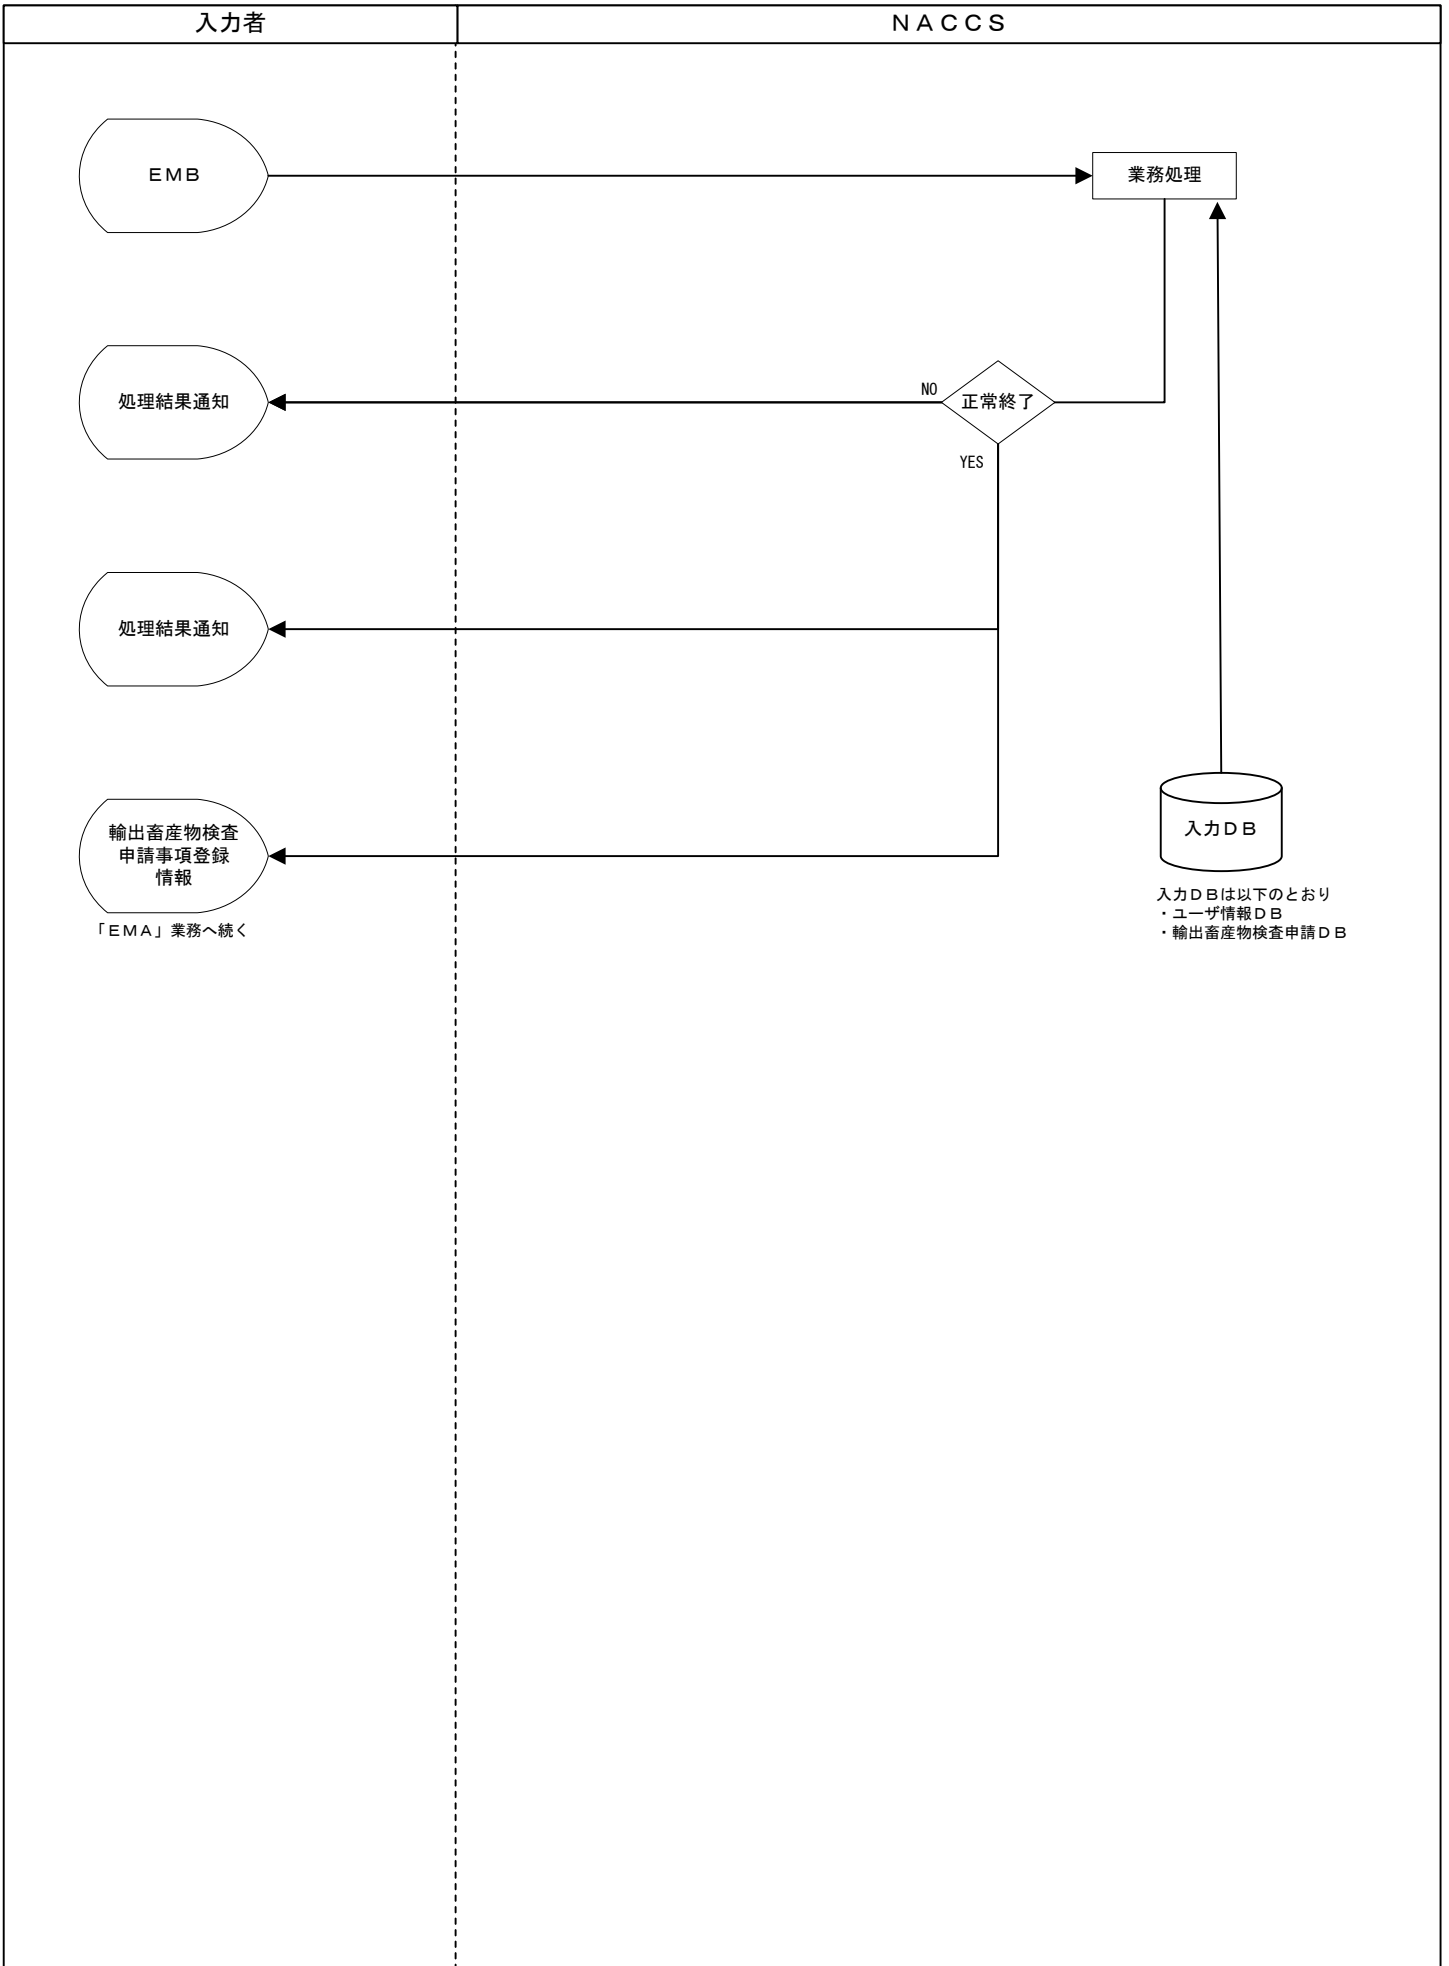 入力者
ＮＡＣＣＳ
ＥＭＢ
業務処理
処理結果通知
NO
正常終了
YES
処理結果通知
輸出畜産物検査
申請事項登録
情報
「ＥＭＡ」業務へ続く
入力ＤＢ
入力ＤＢは以下のとおり
・ユーザ情報ＤＢ
・輸出畜産物検査申請ＤＢ